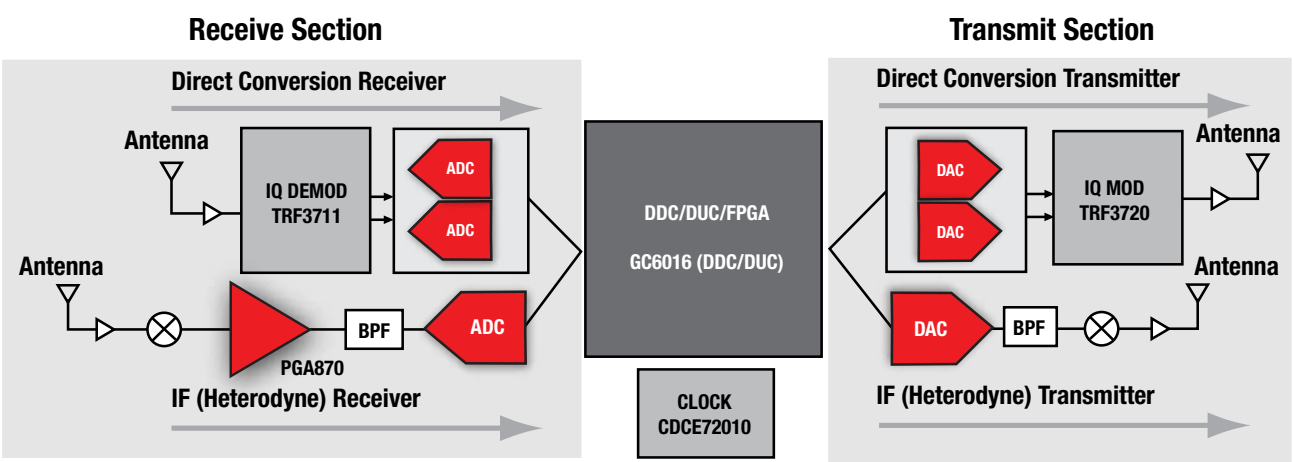 Receive Section
Direct Conversion Receiver
Antenna
IQ DEMOD
TRF3711
ADC
ADC
Antenna
PGA870
BPF
ADC
IF (Heterodyne) Receiver
DDC/DUC/FPGA
GC6016 (DDC/DUC)
CLOCK
CDCE72010
Transmit Section
Direct Conversion Transmitter
DAC
DAC
IQ MOD
TRF3720
Antenna
DAC
BPF
Antenna
IF (Heterodyne) Transmitter